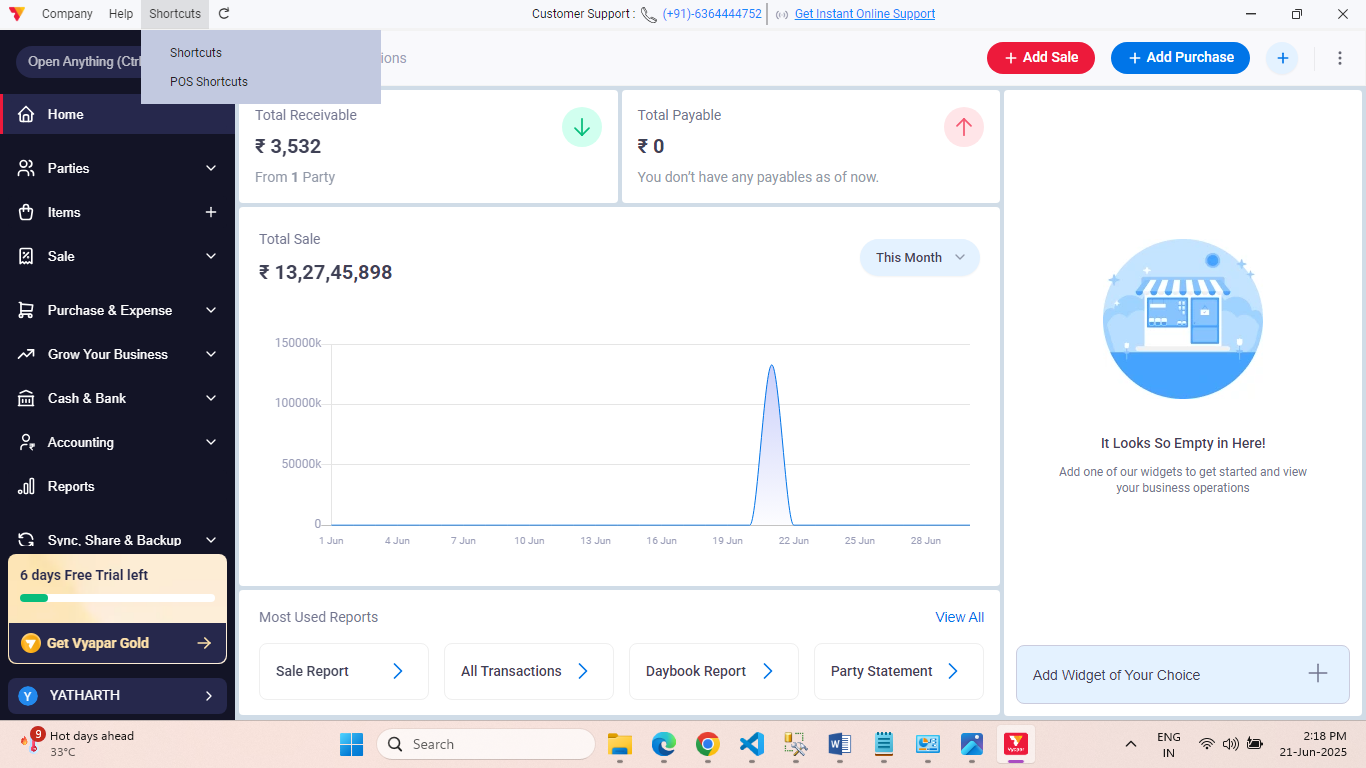 Company Help Shortcuts
Customer Support : (+91)-6364444752 Get Instant Online Support
Shortcuts
POS Shortcuts
Open Anything (Ctrl
ions
+ Add Sale
+ Add Purchase
Home
Parties
Items
Sale
Purchase & Expense
Grow Your Business
Cash & Bank
Accounting
Reports
Sync, Share & Backup
6 days Free Trial left
Get Vyapar Gold
Y YATHARTH
Total Receivable
₹ 3,532
From 1 Party
Total Payable
₹ 0
You don't have any payables as of now.
Total Sale
₹ 13,27,45,898
This Month
150000k
100000k
50000k
0
1 Jun 4 Jun 7 Jun 10 Jun 13 Jun 16 Jun 19 Jun 22 Jun 25 Jun 28 Jun
Most Used Reports
View All
Sale Report
All Transactions
Daybook Report
Party Statement
It Looks So Empty in Here!
Add one of our widgets to get started and view
your business operations
Add Widget of Your Choice
9
Hot days ahead
33°C
Search
Vyapar
ENG
IN
2:18 PM
21-Jun-2025